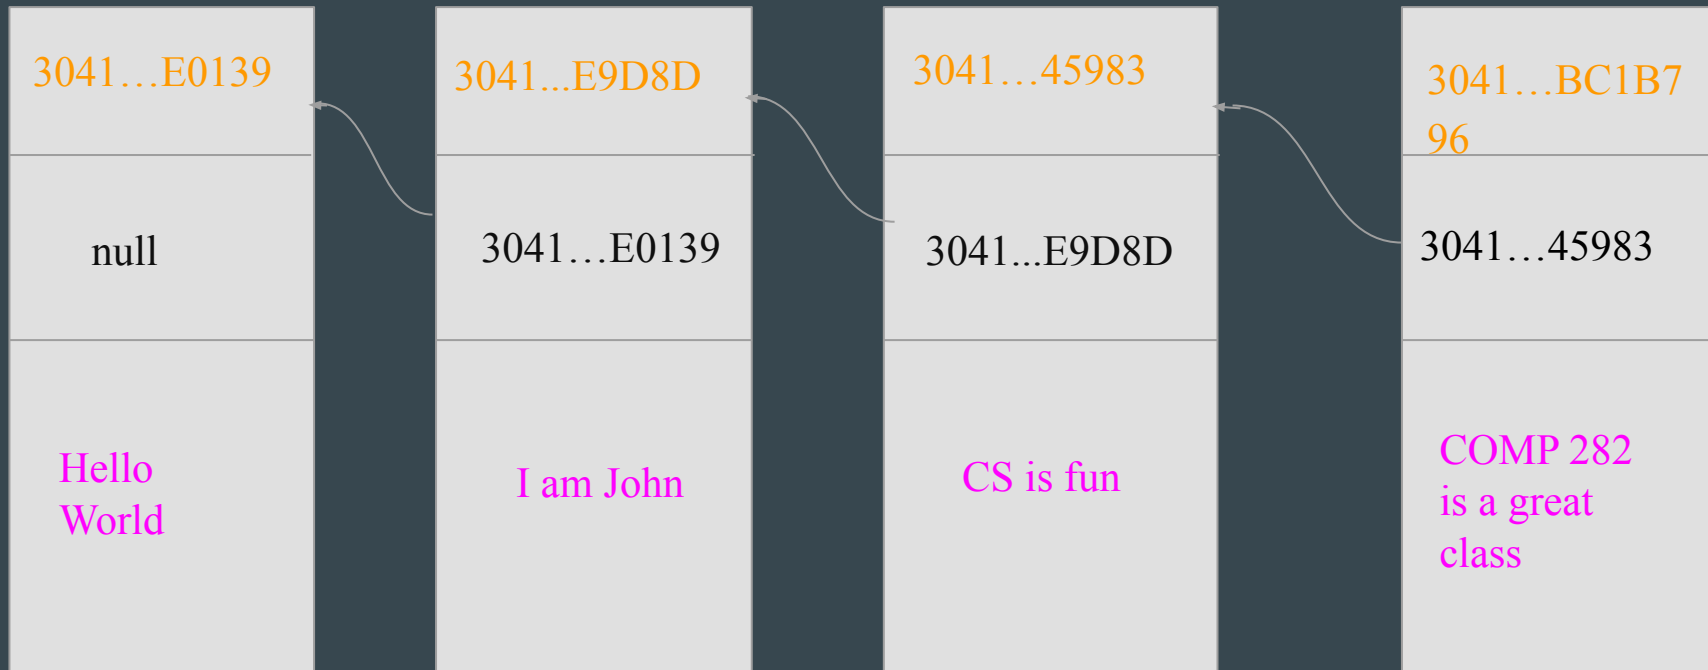 3041…E0139
null
Hello
World
3041...E9D8D
3041…E0139
I am John
3041…45983
3041...E9D8D
CS is fun
3041…BC1B7
96
3041…45983
COMP 282
is a great
class